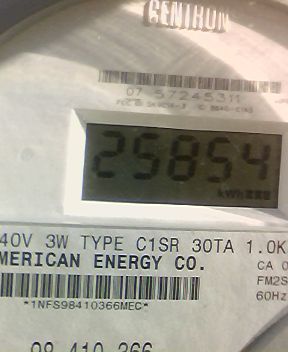 CENTRON
07 57245311
25854
kWh
40V 3W TYPE C1SR 30TA 1.0K
MERICAN ENERGY CO.
CA 0
FM2S
*1NFS98410366MEC*
60Hz
98 410 366